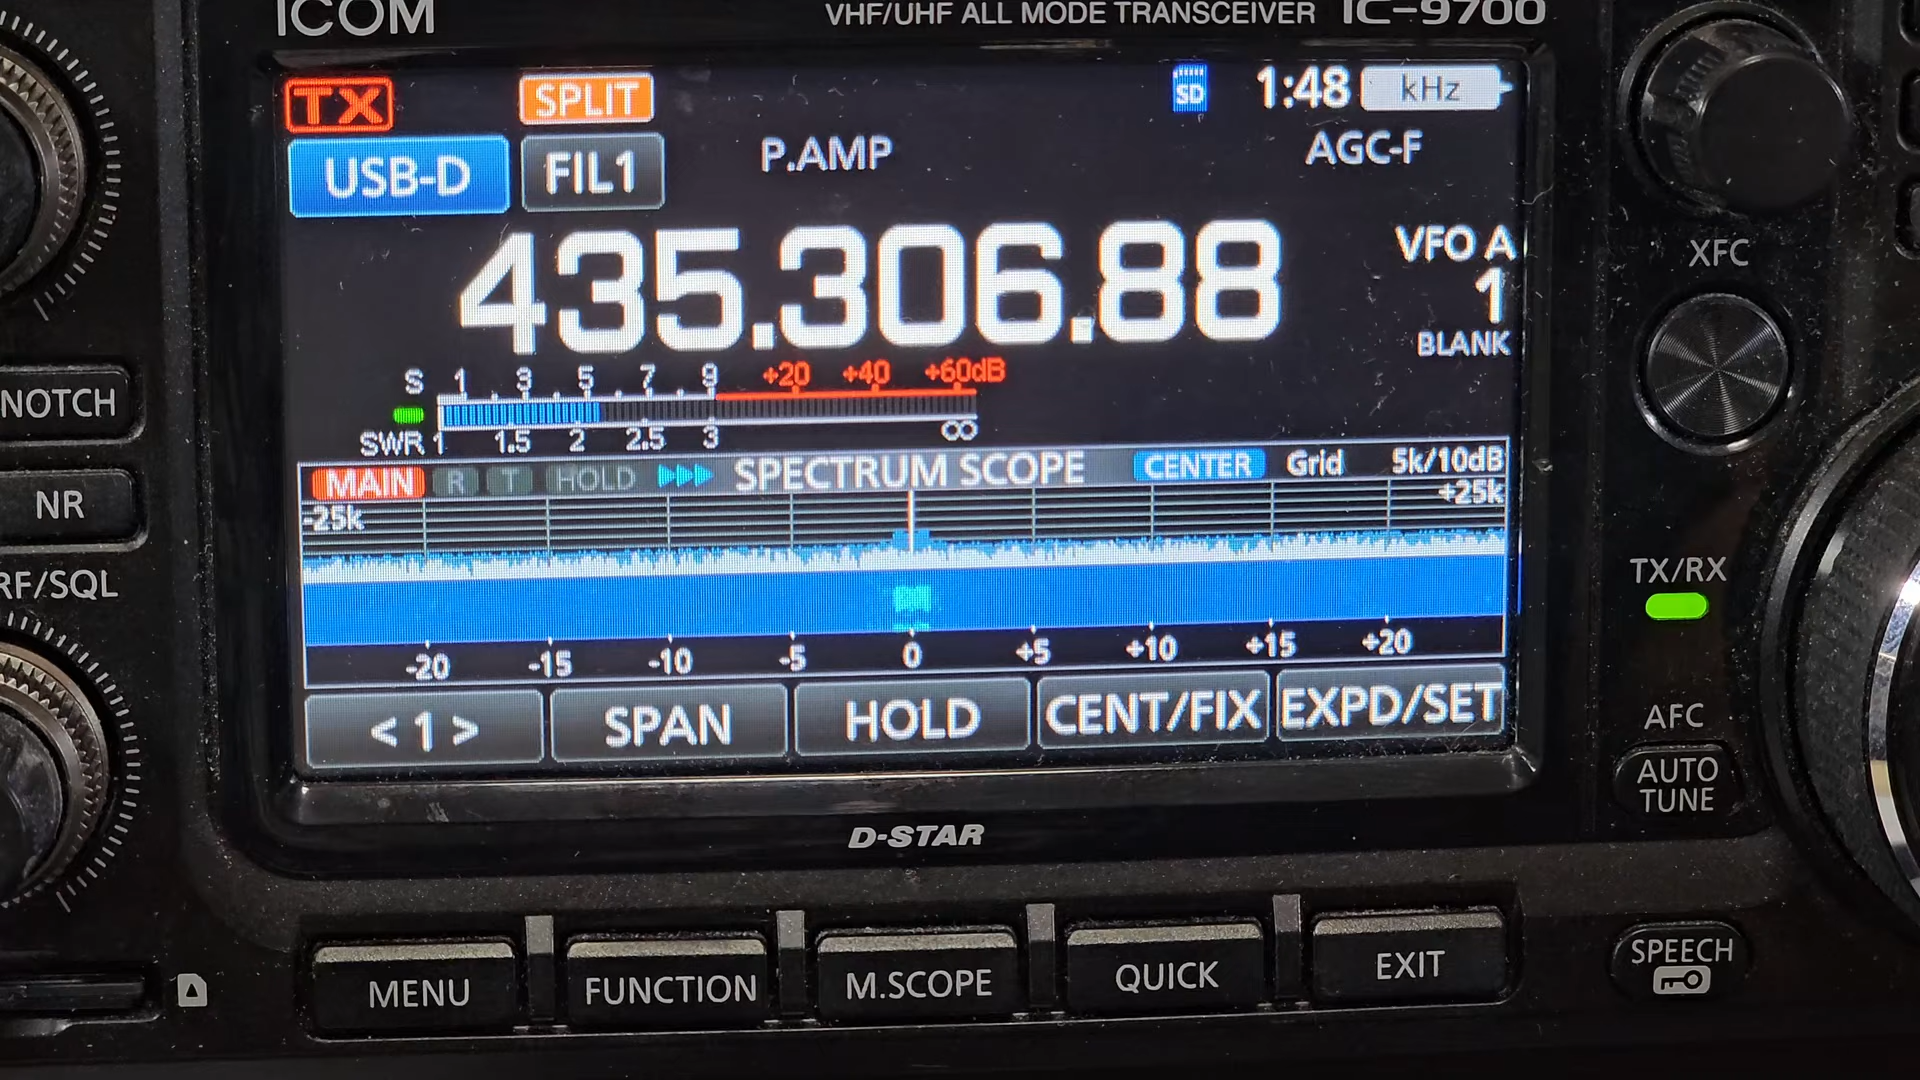 ICOM
VHF/UHF ALL MODE TRANSCEIVER IC-9700
TX SPLIT SD 1:48 kHz
USB-D FIL1 P.AMP AGC-F
435.306.88
VFO A
1
BLANK
S 1 3 5 7 9 +20 +40 +60dB
SWR 1 1.5 2 2.5 3 ∞
MAIN R T HOLD SPECTRUM SCOPE CENTER Grid 5k/10dB
-25k +25k
-20 -15 -10 -5 0 +5 +10 +15 +20
<1> SPAN HOLD CENT/FIX EXPD/SET
D-STAR
MENU FUNCTION M.SCOPE QUICK EXIT
NOTCH
NR
RF/SQL
XFC
TX/RX
AFC
AUTO
TUNE
SPEECH